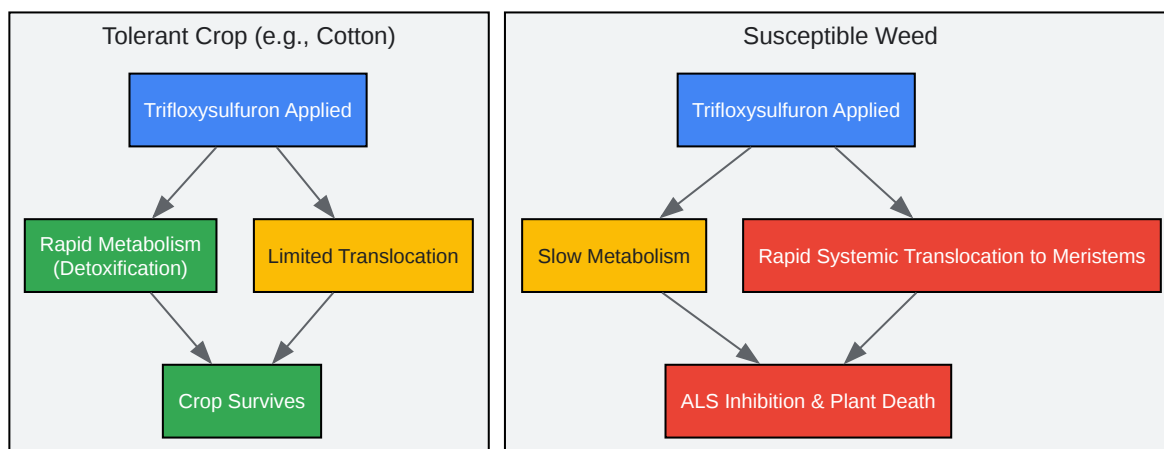 Tolerant Crop (e.g., Cotton)
Trifloxysulfuron Applied
Rapid Metabolism
(Detoxification)
Limited Translocation
Crop Survives
Susceptible Weed
Trifloxysulfuron Applied
Slow Metabolism
Rapid Systemic Translocation to Meristems
ALS Inhibition & Plant Death